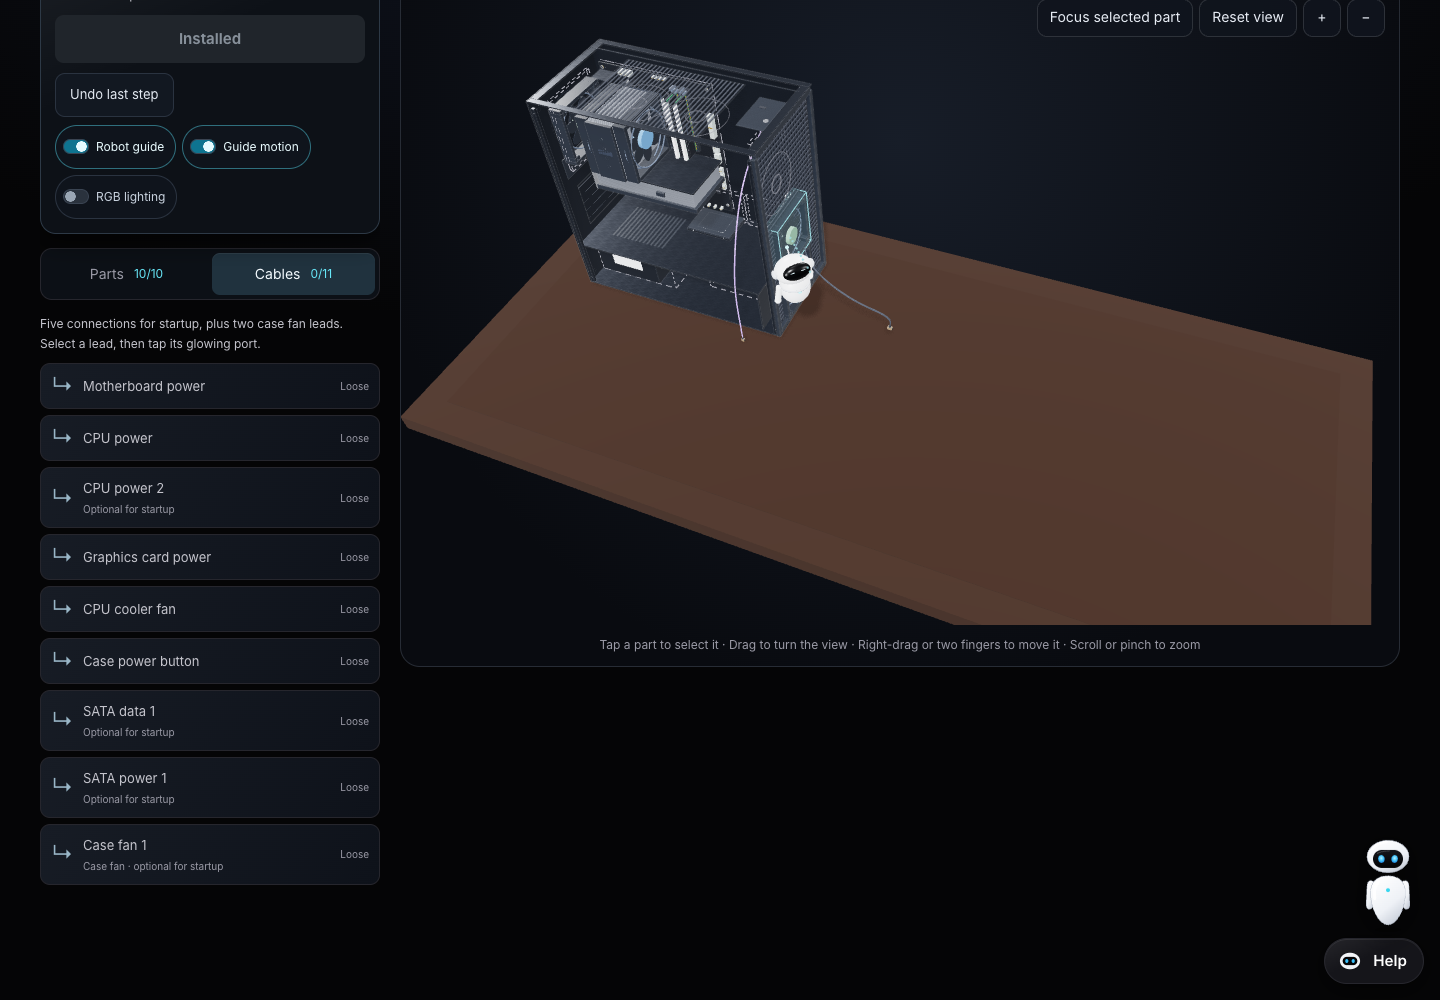 Installed
Undo last step
Robot guide
Guide motion
RGB lighting
Parts 10/10
Cables 0/11
Five connections for startup, plus two case fan leads.
Select a lead, then tap its glowing port.
Motherboard power Loose
CPU power Loose
CPU power 2 Loose
Optional for startup
Graphics card power Loose
CPU cooler fan Loose
Case power button Loose
SATA data 1 Loose
Optional for startup
SATA power 1 Loose
Optional for startup
Case fan 1 Loose
Case fan · optional for startup
Focus selected part
Reset view
+
−
Tap a part to select it · Drag to turn the view · Right-drag or two fingers to move it · Scroll or pinch to zoom
Help